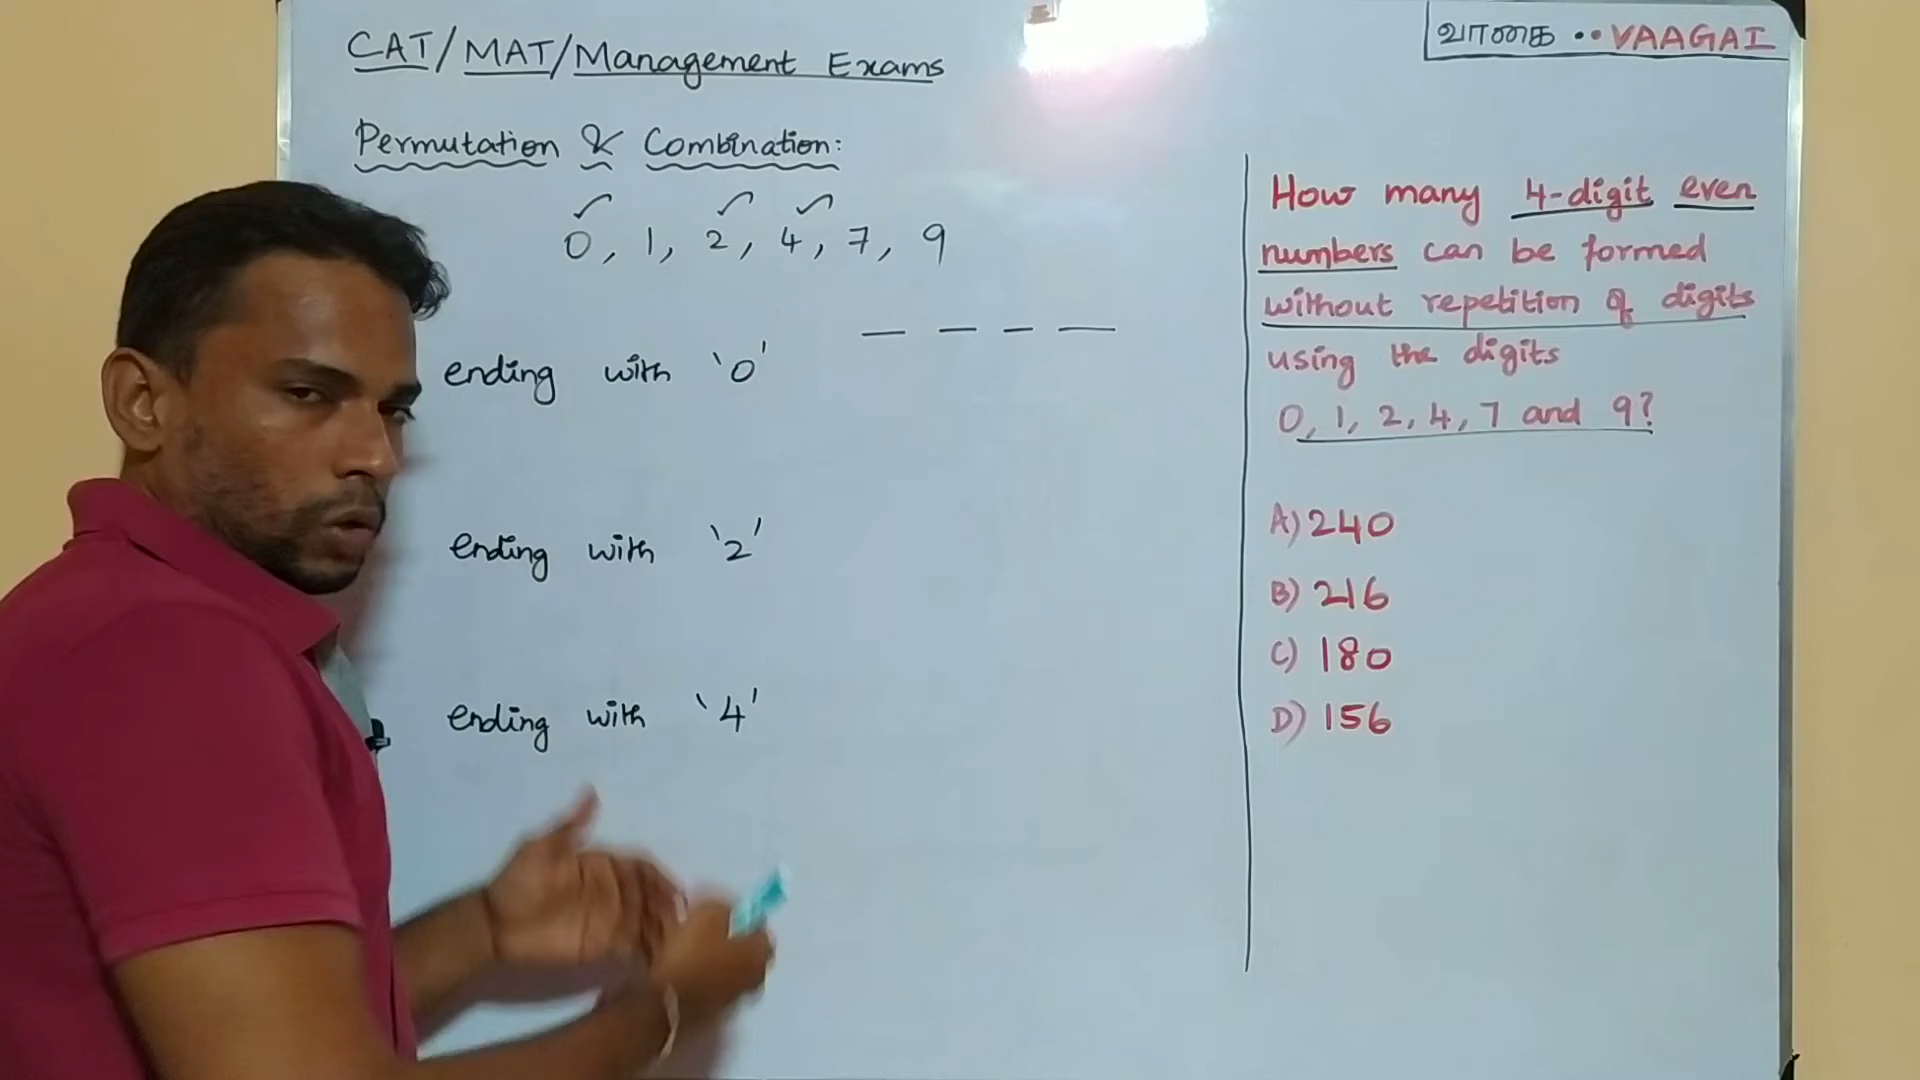 CAT/MAT/Management Exams
வாகை ..VAAGAI
Permutation & Combination:
0, 1, 2, 4, 7, 9
ending with '0'
ending with '2'
ending with '4'
How many 4-digit even
numbers can be formed
without repetition of digits
using the digits
0, 1, 2, 4, 7 and 9?
A) 240
B) 216
C) 180
D) 156